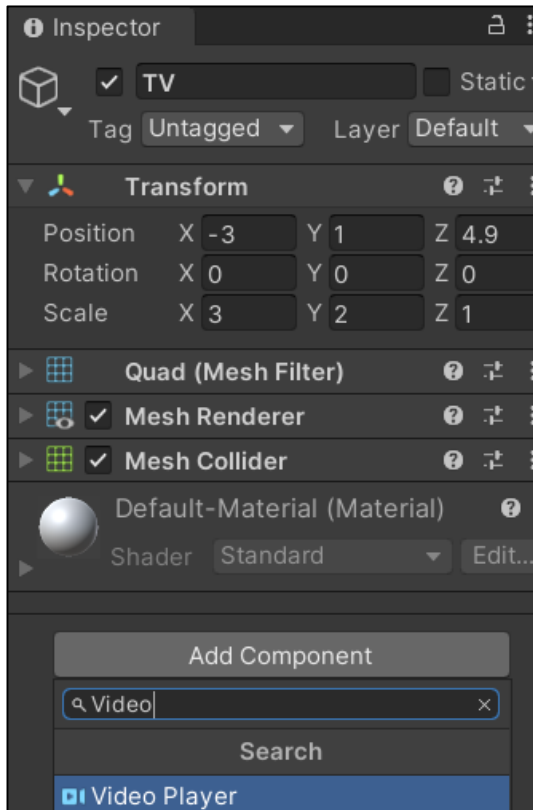 Inspector
TV Static
Tag Untagged Layer Default
Transform
Position X -3 Y 1 Z 4.9
Rotation X 0 Y 0 Z 0
Scale X 3 Y 2 Z 1
Quad (Mesh Filter)
Mesh Renderer
Mesh Collider
Default-Material (Material)
Shader Standard Edit...
Add Component
Video
Search
Video Player